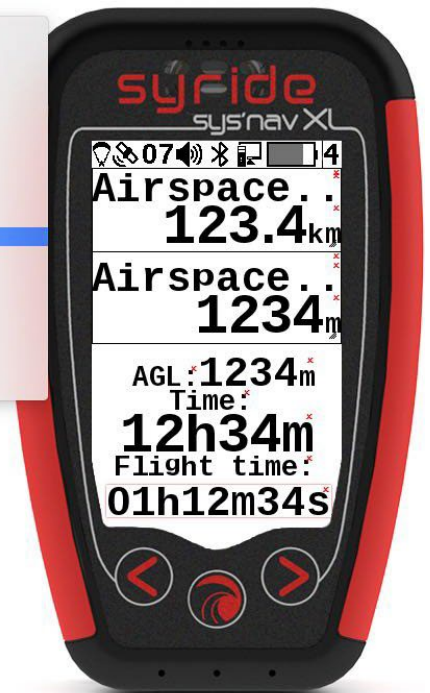 syride
sys'nav XL
07 4
Airspace..
123.4km
Airspace..
1234m
AGL:1234m
Time:
12h34m
Flight time:
01h12m34s